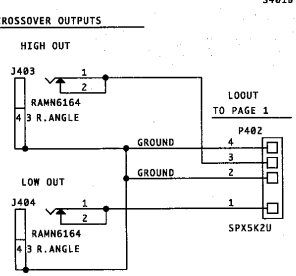 CROSSOVER OUTPUTS
HIGH OUT
J403
1
2
RAMN6164
4 3 R.ANGLE
LOOUT
TO PAGE 1
P402
GROUND 4
3
GROUND 2
1
SPX5K2U
LOW OUT
J404
1
2
RAMN6164
4 3 R.ANGLE